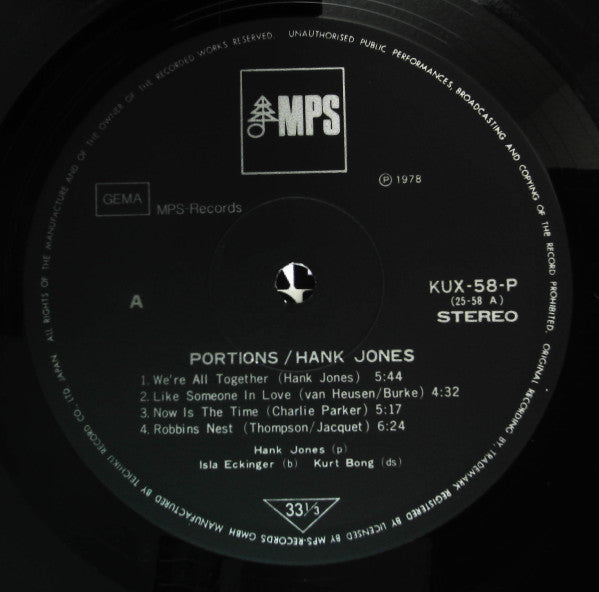 ALL RIGHTS OF THE MANUFACTURE AND OF THE OWNER OF THE RECORDED WORKS RESERVED. UNAUTHORISED PUBLIC PERFORMANCES, BROADCASTING AND COPYING OF THE RECORD PROHIBITED. ORIGINAL RECORDING BY TRADEMARK REGISTERED BY LICENSED BY MPS-RECORDS GMBH MANUFACTURED BY TEICHIKU RECORD CO. LTD JAPAN
MPS
℗ 1978
GEMA
MPS-Records
A
KUX-58-P
(25-58 A)
STEREO
PORTIONS / HANK JONES
1. We're All Together (Hank Jones) 5:44
2. Like Someone In Love (van Heusen/Burke) 4:32
3. Now Is The Time (Charlie Parker) 5:17
4. Robbins Nest (Thompson/Jacquet) 6:24
Hank Jones (p)
Isla Eckinger (b) Kurt Bong (ds)
33 1/3